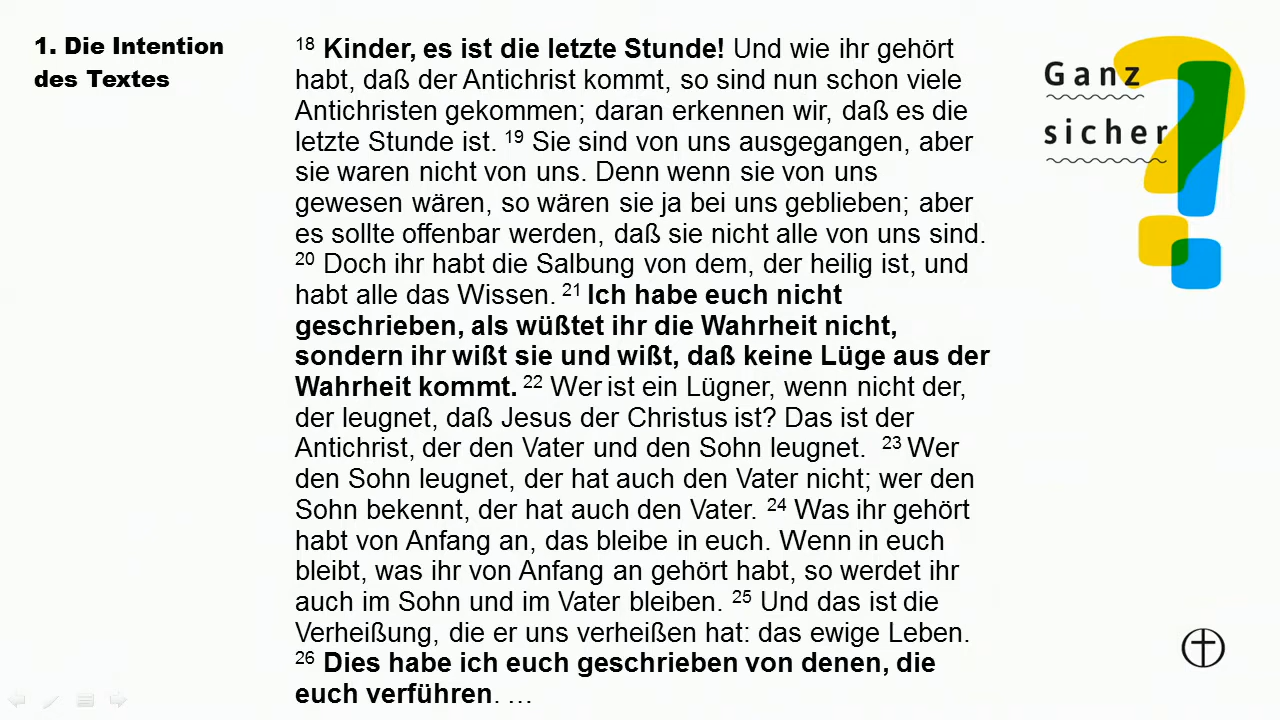 1. Die Intention
des Textes
18 Kinder, es ist die letzte Stunde! Und wie ihr gehört
habt, daß der Antichrist kommt, so sind nun schon viele
Antichristen gekommen; daran erkennen wir, daß es die
letzte Stunde ist. 19 Sie sind von uns ausgegangen, aber
sie waren nicht von uns. Denn wenn sie von uns
gewesen wären, so wären sie ja bei uns geblieben; aber
es sollte offenbar werden, daß sie nicht alle von uns sind.
20 Doch ihr habt die Salbung von dem, der heilig ist, und
habt alle das Wissen. 21 Ich habe euch nicht
geschrieben, als wüßtet ihr die Wahrheit nicht,
sondern ihr wißt sie und wißt, daß keine Lüge aus der
Wahrheit kommt. 22 Wer ist ein Lügner, wenn nicht der,
der leugnet, daß Jesus der Christus ist? Das ist der
Antichrist, der den Vater und den Sohn leugnet. 23 Wer
den Sohn leugnet, der hat auch den Vater nicht; wer den
Sohn bekennt, der hat auch den Vater. 24 Was ihr gehört
habt von Anfang an, das bleibe in euch. Wenn in euch
bleibt, was ihr von Anfang an gehört habt, so werdet ihr
auch im Sohn und im Vater bleiben. 25 Und das ist die
Verheißung, die er uns verheißen hat: das ewige Leben.
26 Dies habe ich euch geschrieben von denen, die
euch verführen. …
Ganz
sicher
?